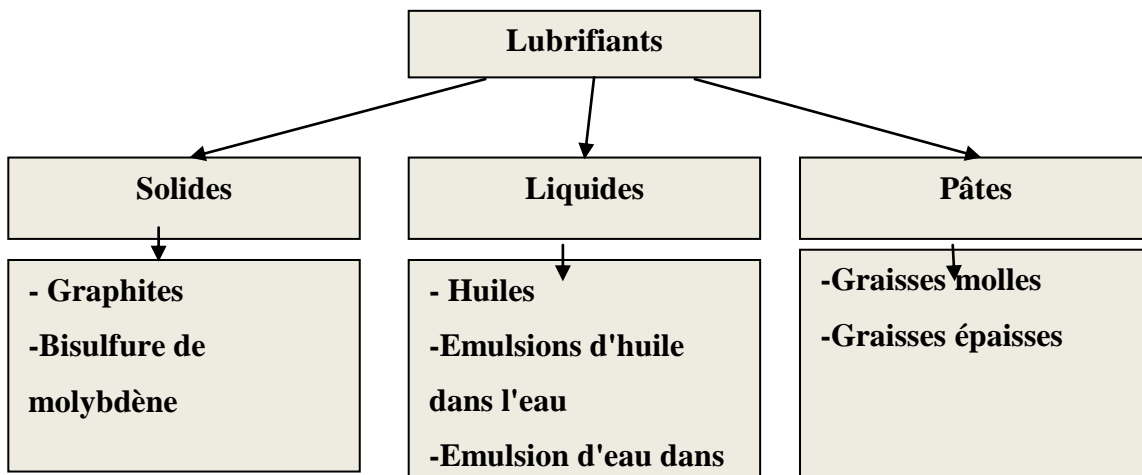 Lubrifiants
Solides
Liquides
Pâtes
- Graphites
-Bisulfure de
molybdène
- Huiles
-Emulsions d'huile
dans l'eau
-Emulsion d'eau dans
-Graisses molles
-Graisses épaisses